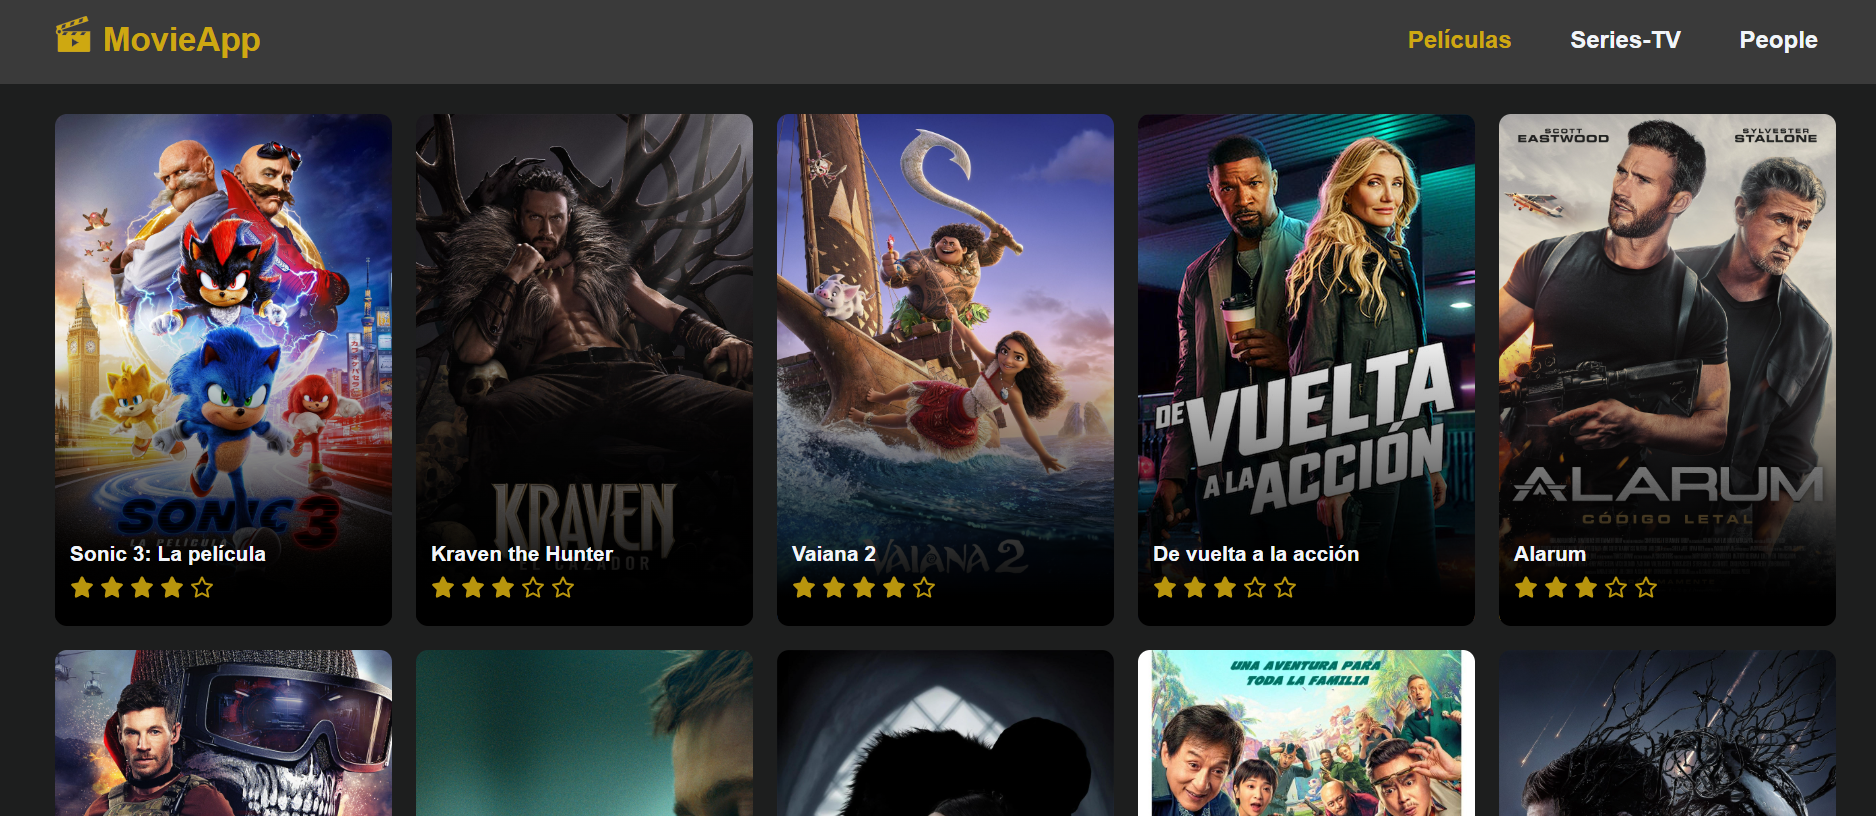 MovieApp
Películas
Series-TV
People
SONIC 3
LA PELÍCULA
Sonic 3: La película
KRAVEN
EL CAZADOR
Kraven the Hunter
VAIANA 2
Vaiana 2
DE VUELTA
A LA ACCIÓN
De vuelta a la acción
SCOTT
EASTWOOD
SYLVESTER
STALLONE
ALARUM
CÓDIGO LETAL
Alarum
UNA AVENTURA PARA
TODA LA FAMILIA